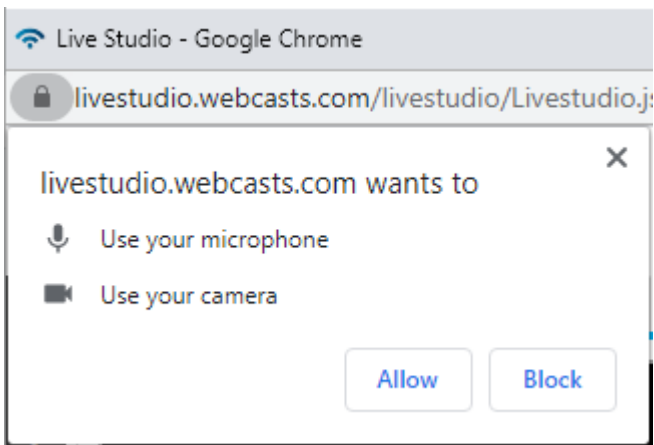 Live Studio - Google Chrome
livestudio.webcasts.com/livestudio/Livestudio.j
livestudio.webcasts.com wants to
Use your microphone
Use your camera
Allow Block